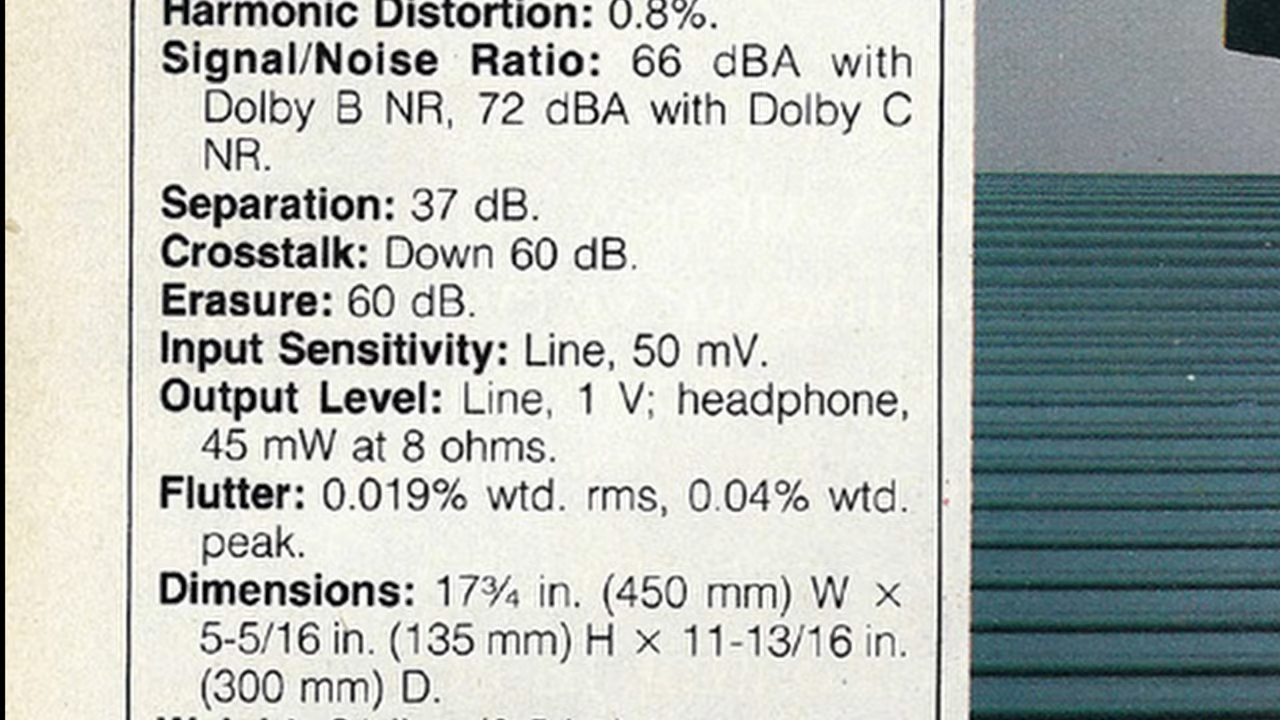 Harmonic Distortion: 0.8%.
Signal/Noise Ratio: 66 dBA with
Dolby B NR, 72 dBA with Dolby C
NR.
Separation: 37 dB.
Crosstalk: Down 60 dB.
Erasure: 60 dB.
Input Sensitivity: Line, 50 mV.
Output Level: Line, 1 V; headphone,
45 mW at 8 ohms.
Flutter: 0.019% wtd. rms, 0.04% wtd.
peak.
Dimensions: 17¾ in. (450 mm) W ×
5-5/16 in. (135 mm) H × 11-13/16 in.
(300 mm) D.